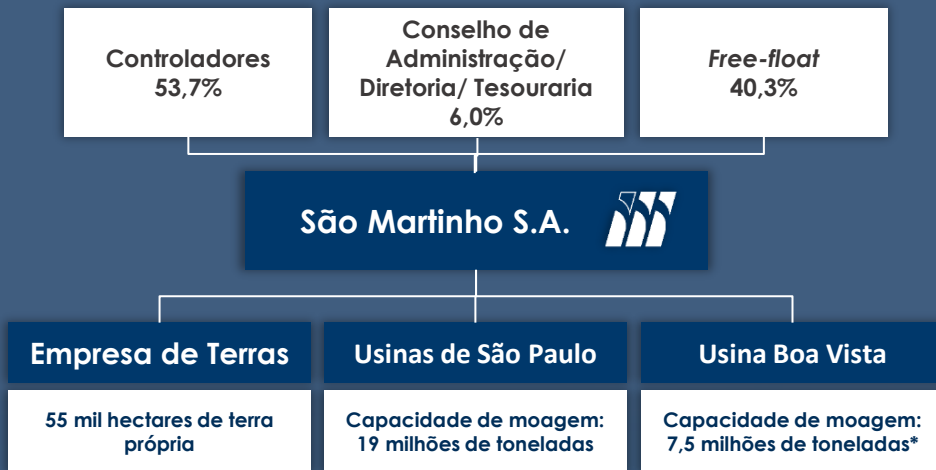 Controladores
53,7%
Conselho de
Administração/
Diretoria/ Tesouraria
6,0%
Free-float
40,3%
São Martinho S.A.
Empresa de Terras
55 mil hectares de terra
própria
Usinas de São Paulo
Capacidade de moagem:
19 milhões de toneladas
Usina Boa Vista
Capacidade de moagem:
7,5 milhões de toneladas*